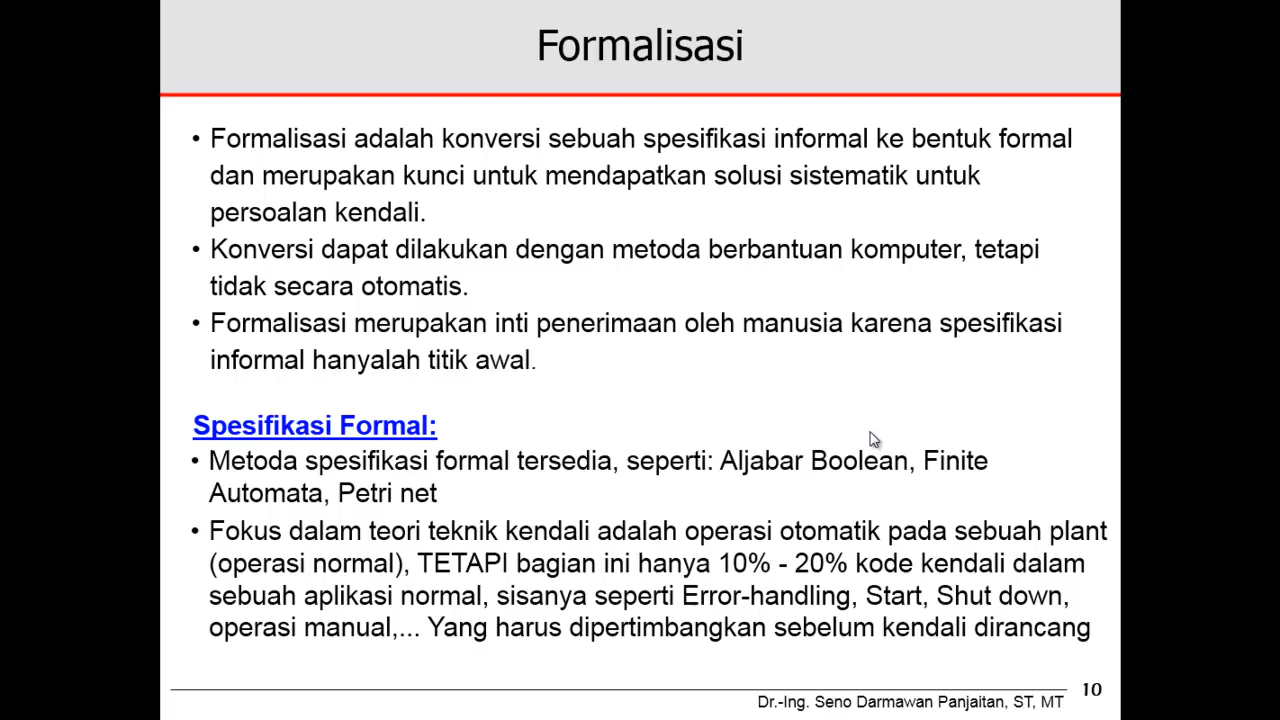 Formalisasi
• Formalisasi adalah konversi sebuah spesifikasi informal ke bentuk formal
dan merupakan kunci untuk mendapatkan solusi sistematik untuk
persoalan kendali.
• Konversi dapat dilakukan dengan metoda berbantuan komputer, tetapi
tidak secara otomatis.
• Formalisasi merupakan inti penerimaan oleh manusia karena spesifikasi
informal hanyalah titik awal.
Spesifikasi Formal:
• Metoda spesifikasi formal tersedia, seperti: Aljabar Boolean, Finite
Automata, Petri net
• Fokus dalam teori teknik kendali adalah operasi otomatik pada sebuah plant
(operasi normal), TETAPI bagian ini hanya 10% - 20% kode kendali dalam
sebuah aplikasi normal, sisanya seperti Error-handling, Start, Shut down,
operasi manual,... Yang harus dipertimbangkan sebelum kendali dirancang
10
Dr.-Ing. Seno Darmawan Panjaitan, ST, MT